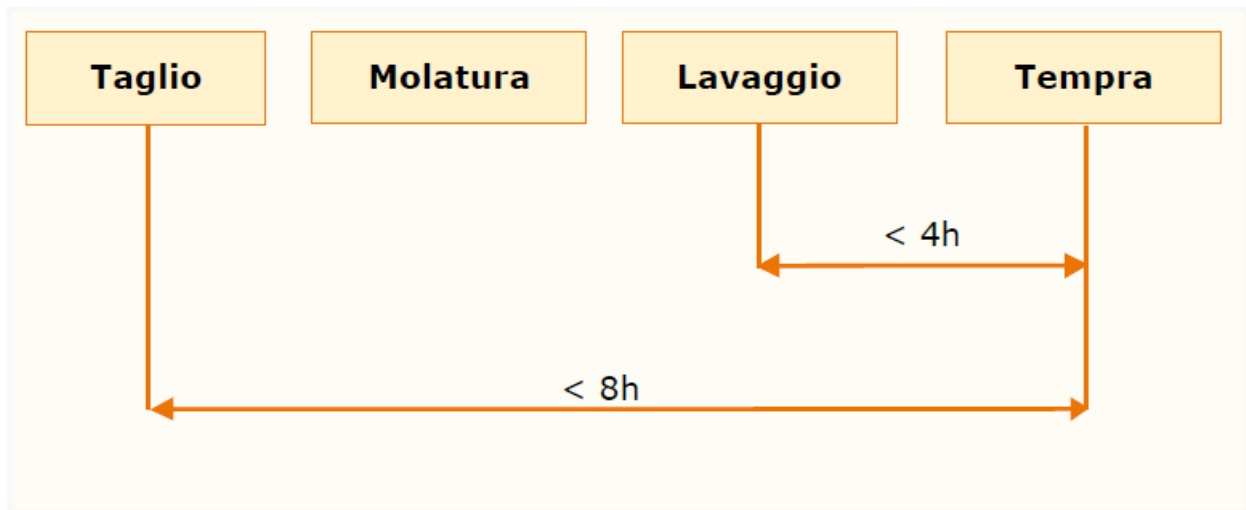 Taglio
Molatura
Lavaggio
Tempra
< 4h
< 8h